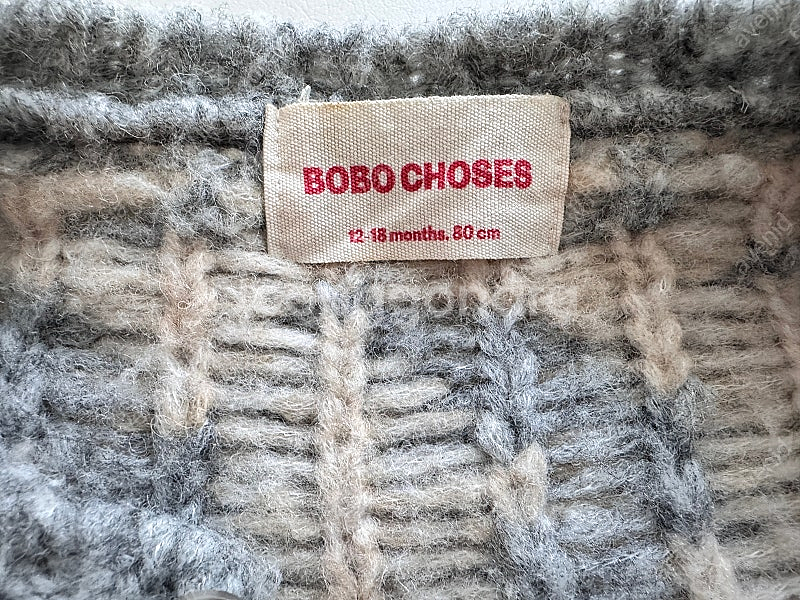 BOBO CHOSES
12-18 months. 80 cm